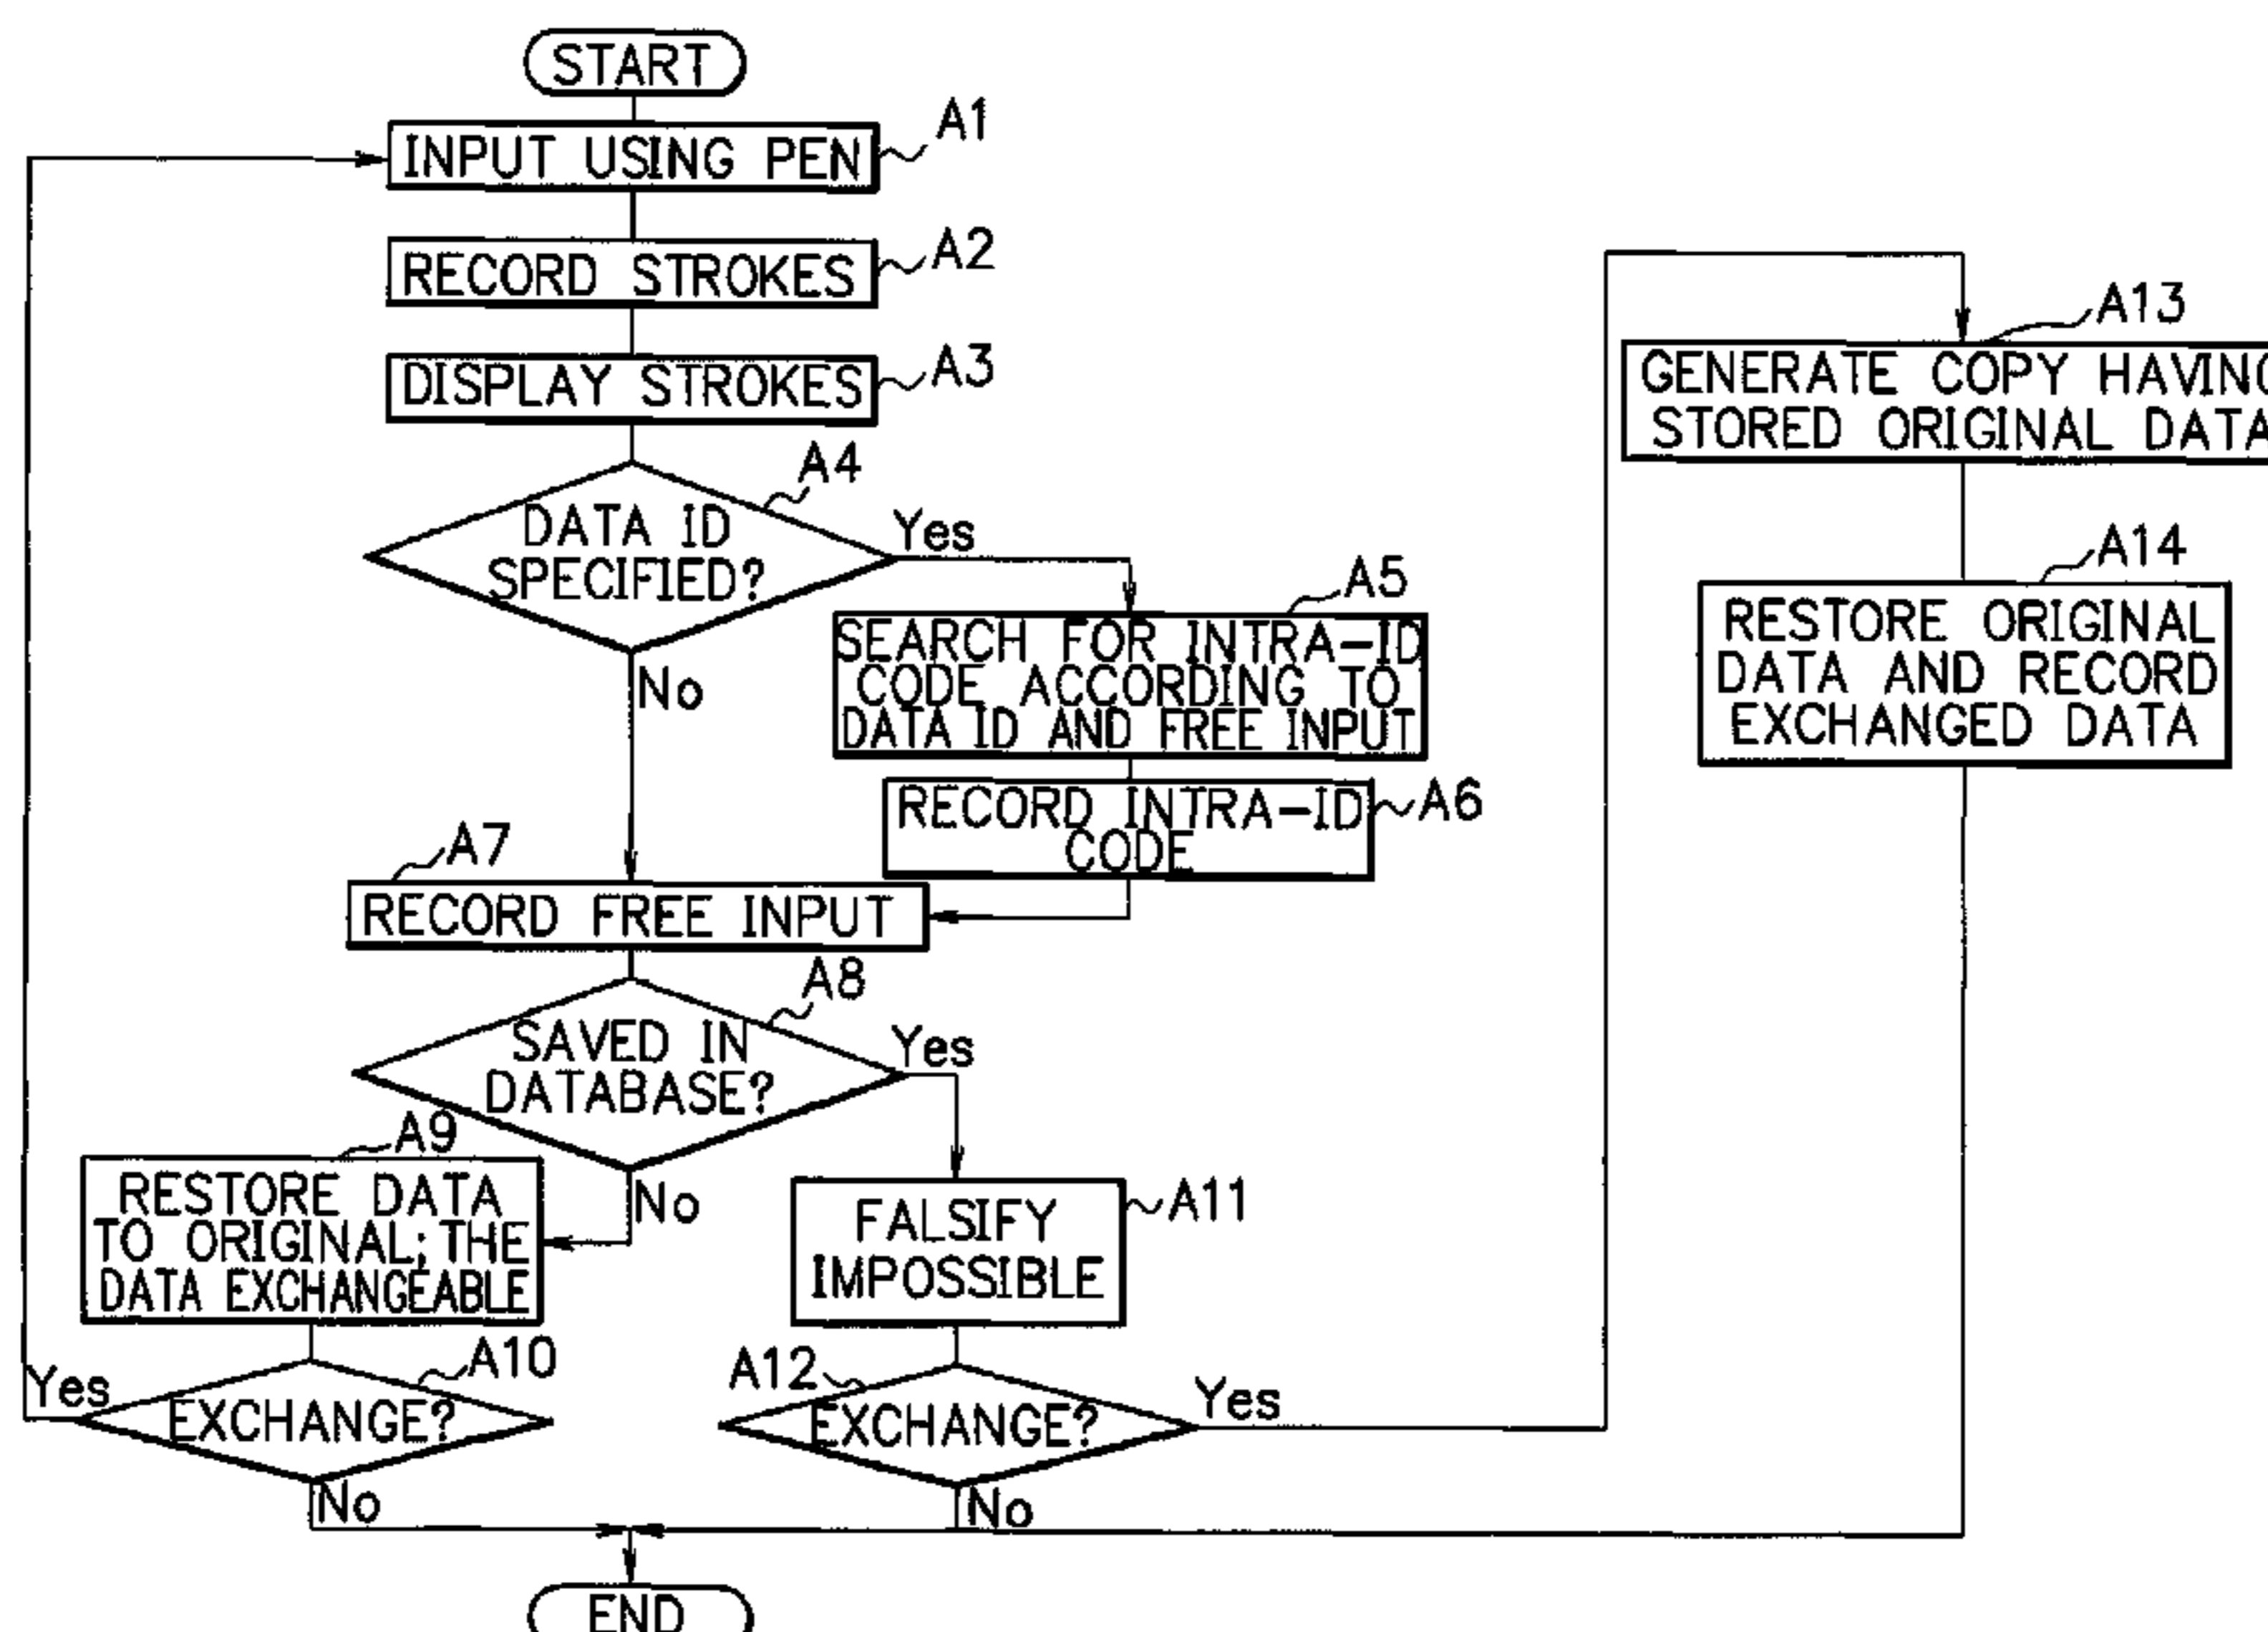 START
A1
INPUT USING PEN
A2
RECORD STROKES
A3
DISPLAY STROKES
A4
DATA ID
SPECIFIED?
Yes
No
A5
SEARCH FOR INTRA-ID
CODE ACCORDING TO
DATA ID AND FREE INPUT
A6
RECORD INTRA-ID
CODE
A7
RECORD FREE INPUT
A8
SAVED IN
DATABASE?
Yes
No
A9
RESTORE DATA
TO ORIGINAL; THE
DATA EXCHANGEABLE
A10
EXCHANGE?
Yes
No
A11
FALSIFY
IMPOSSIBLE
A12
EXCHANGE?
Yes
No
A13
GENERATE COPY HAVING
STORED ORIGINAL DATA
A14
RESTORE ORIGINAL
DATA AND RECORD
EXCHANGED DATA
END